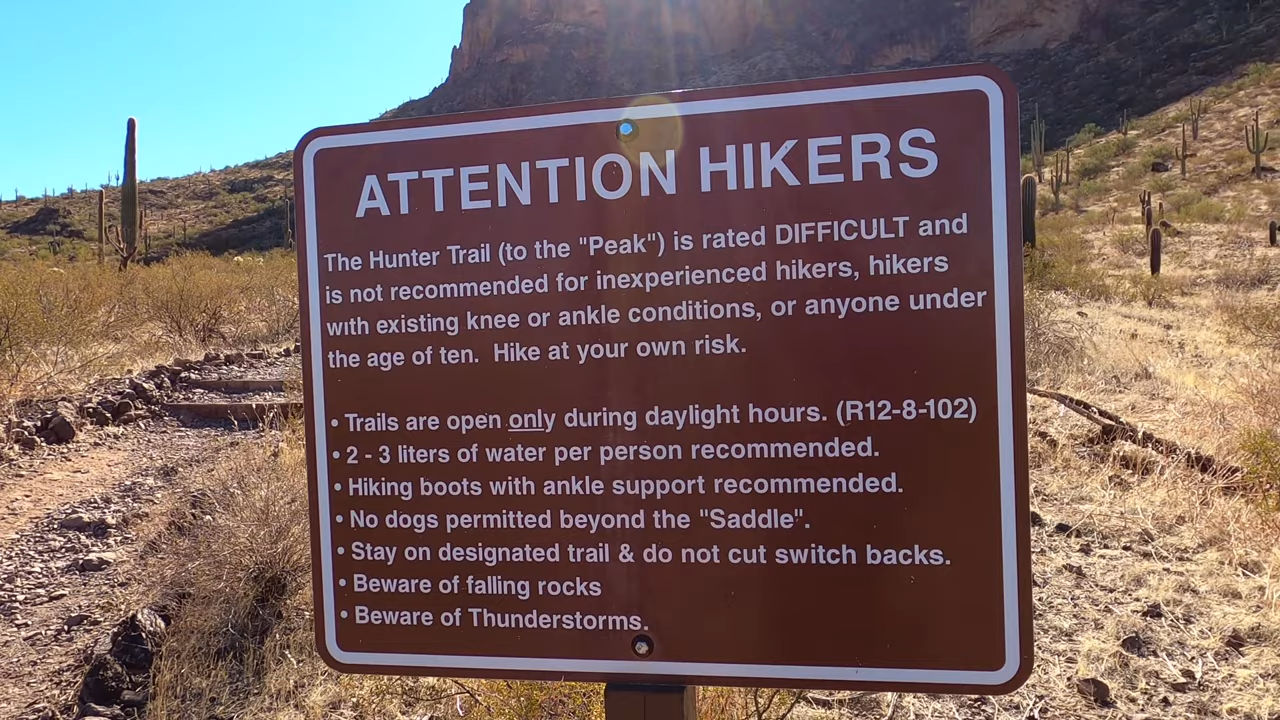 ATTENTION HIKERS
The Hunter Trail (to the "Peak") is rated DIFFICULT and
is not recommended for inexperienced hikers, hikers
with existing knee or ankle conditions, or anyone under
the age of ten. Hike at your own risk.
• Trails are open only during daylight hours. (R12-8-102)
• 2 - 3 liters of water per person recommended.
• Hiking boots with ankle support recommended.
• No dogs permitted beyond the "Saddle".
• Stay on designated trail & do not cut switch backs.
• Beware of falling rocks
• Beware of Thunderstorms.